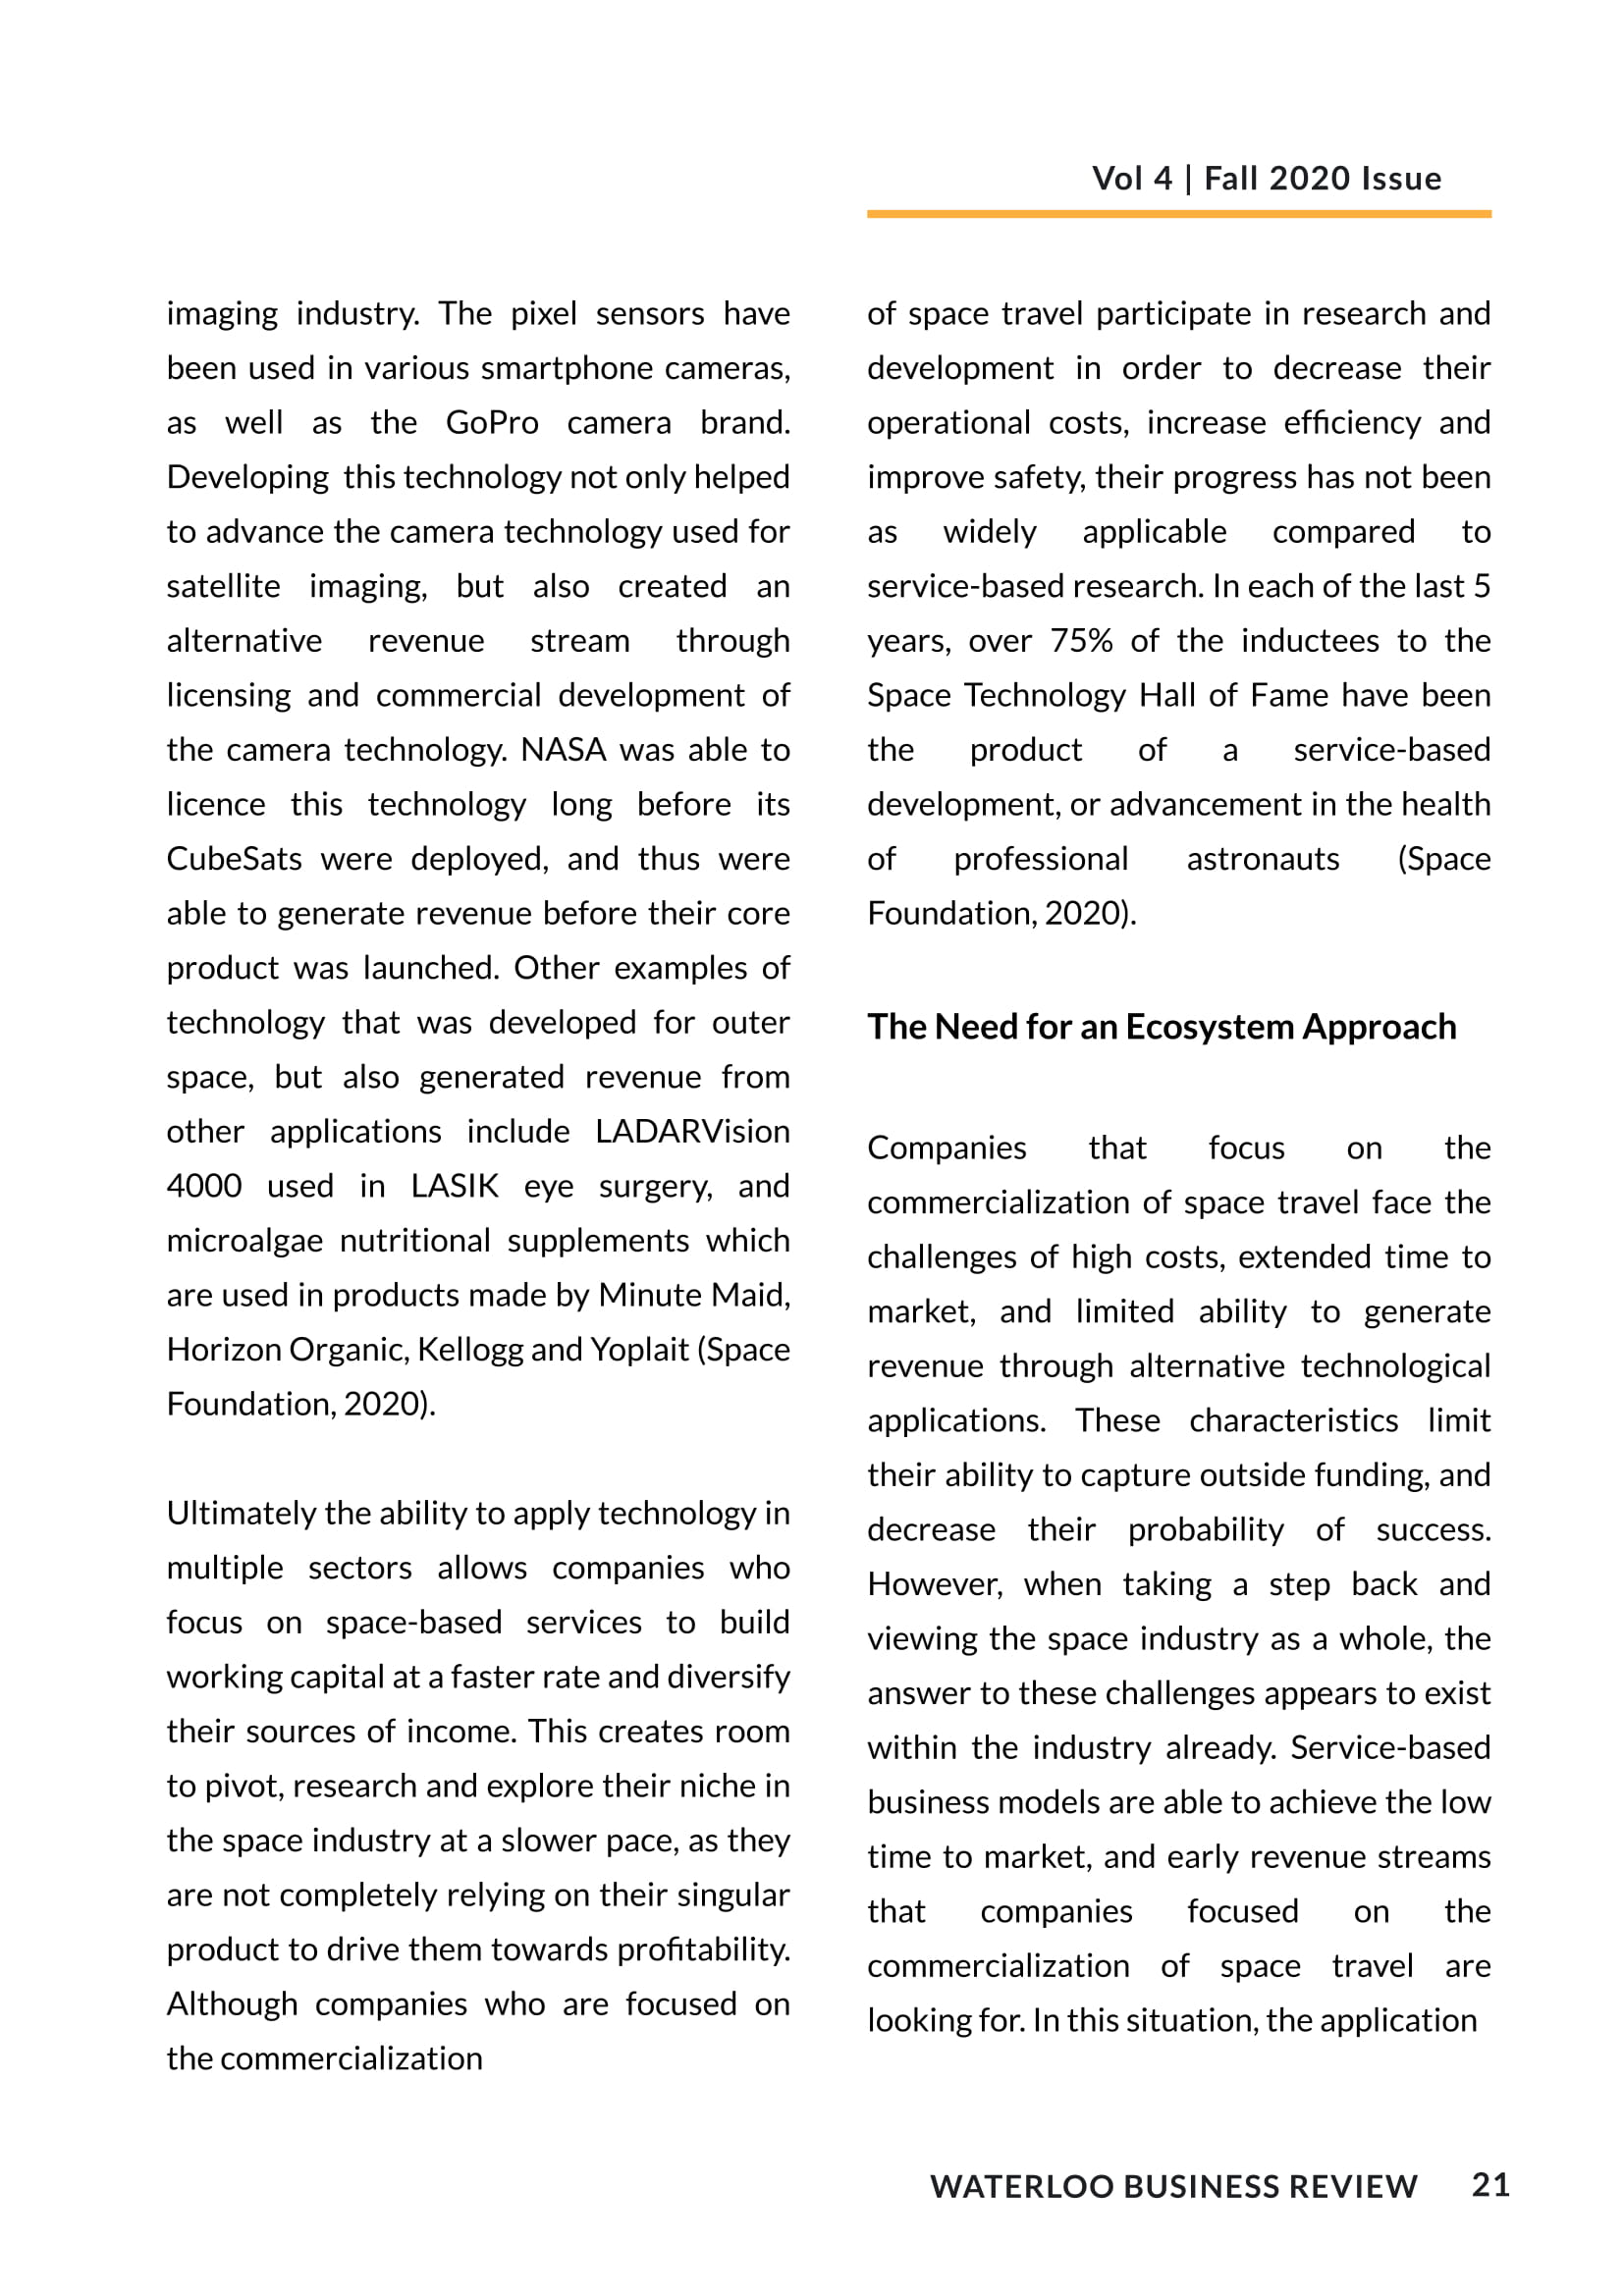 Vol 4 | Fall 2020 Issue
imaging industry. The pixel sensors have
been used in various smartphone cameras,
as well as the GoPro camera brand.
Developing this technology not only helped
to advance the camera technology used for
satellite imaging, but also created an
alternative revenue stream through
licensing and commercial development of
the camera technology. NASA was able to
licence this technology long before its
CubeSats were deployed, and thus were
able to generate revenue before their core
product was launched. Other examples of
technology that was developed for outer
space, but also generated revenue from
other applications include LADARVision
4000 used in LASIK eye surgery, and
microalgae nutritional supplements which
are used in products made by Minute Maid,
Horizon Organic, Kellogg and Yoplait (Space
Foundation, 2020).
Ultimately the ability to apply technology in
multiple sectors allows companies who
focus on space-based services to build
working capital at a faster rate and diversify
their sources of income. This creates room
to pivot, research and explore their niche in
the space industry at a slower pace, as they
are not completely relying on their singular
product to drive them towards profitability.
Although companies who are focused on
the commercialization
of space travel participate in research and
development in order to decrease their
operational costs, increase efficiency and
improve safety, their progress has not been
as widely applicable compared to
service-based research. In each of the last 5
years, over 75% of the inductees to the
Space Technology Hall of Fame have been
the product of a service-based
development, or advancement in the health
of professional astronauts (Space
Foundation, 2020).
The Need for an Ecosystem Approach
Companies that focus on the
commercialization of space travel face the
challenges of high costs, extended time to
market, and limited ability to generate
revenue through alternative technological
applications. These characteristics limit
their ability to capture outside funding, and
decrease their probability of success.
However, when taking a step back and
viewing the space industry as a whole, the
answer to these challenges appears to exist
within the industry already. Service-based
business models are able to achieve the low
time to market, and early revenue streams
that companies focused on the
commercialization of space travel are
looking for. In this situation, the application
WATERLOO BUSINESS REVIEW 21